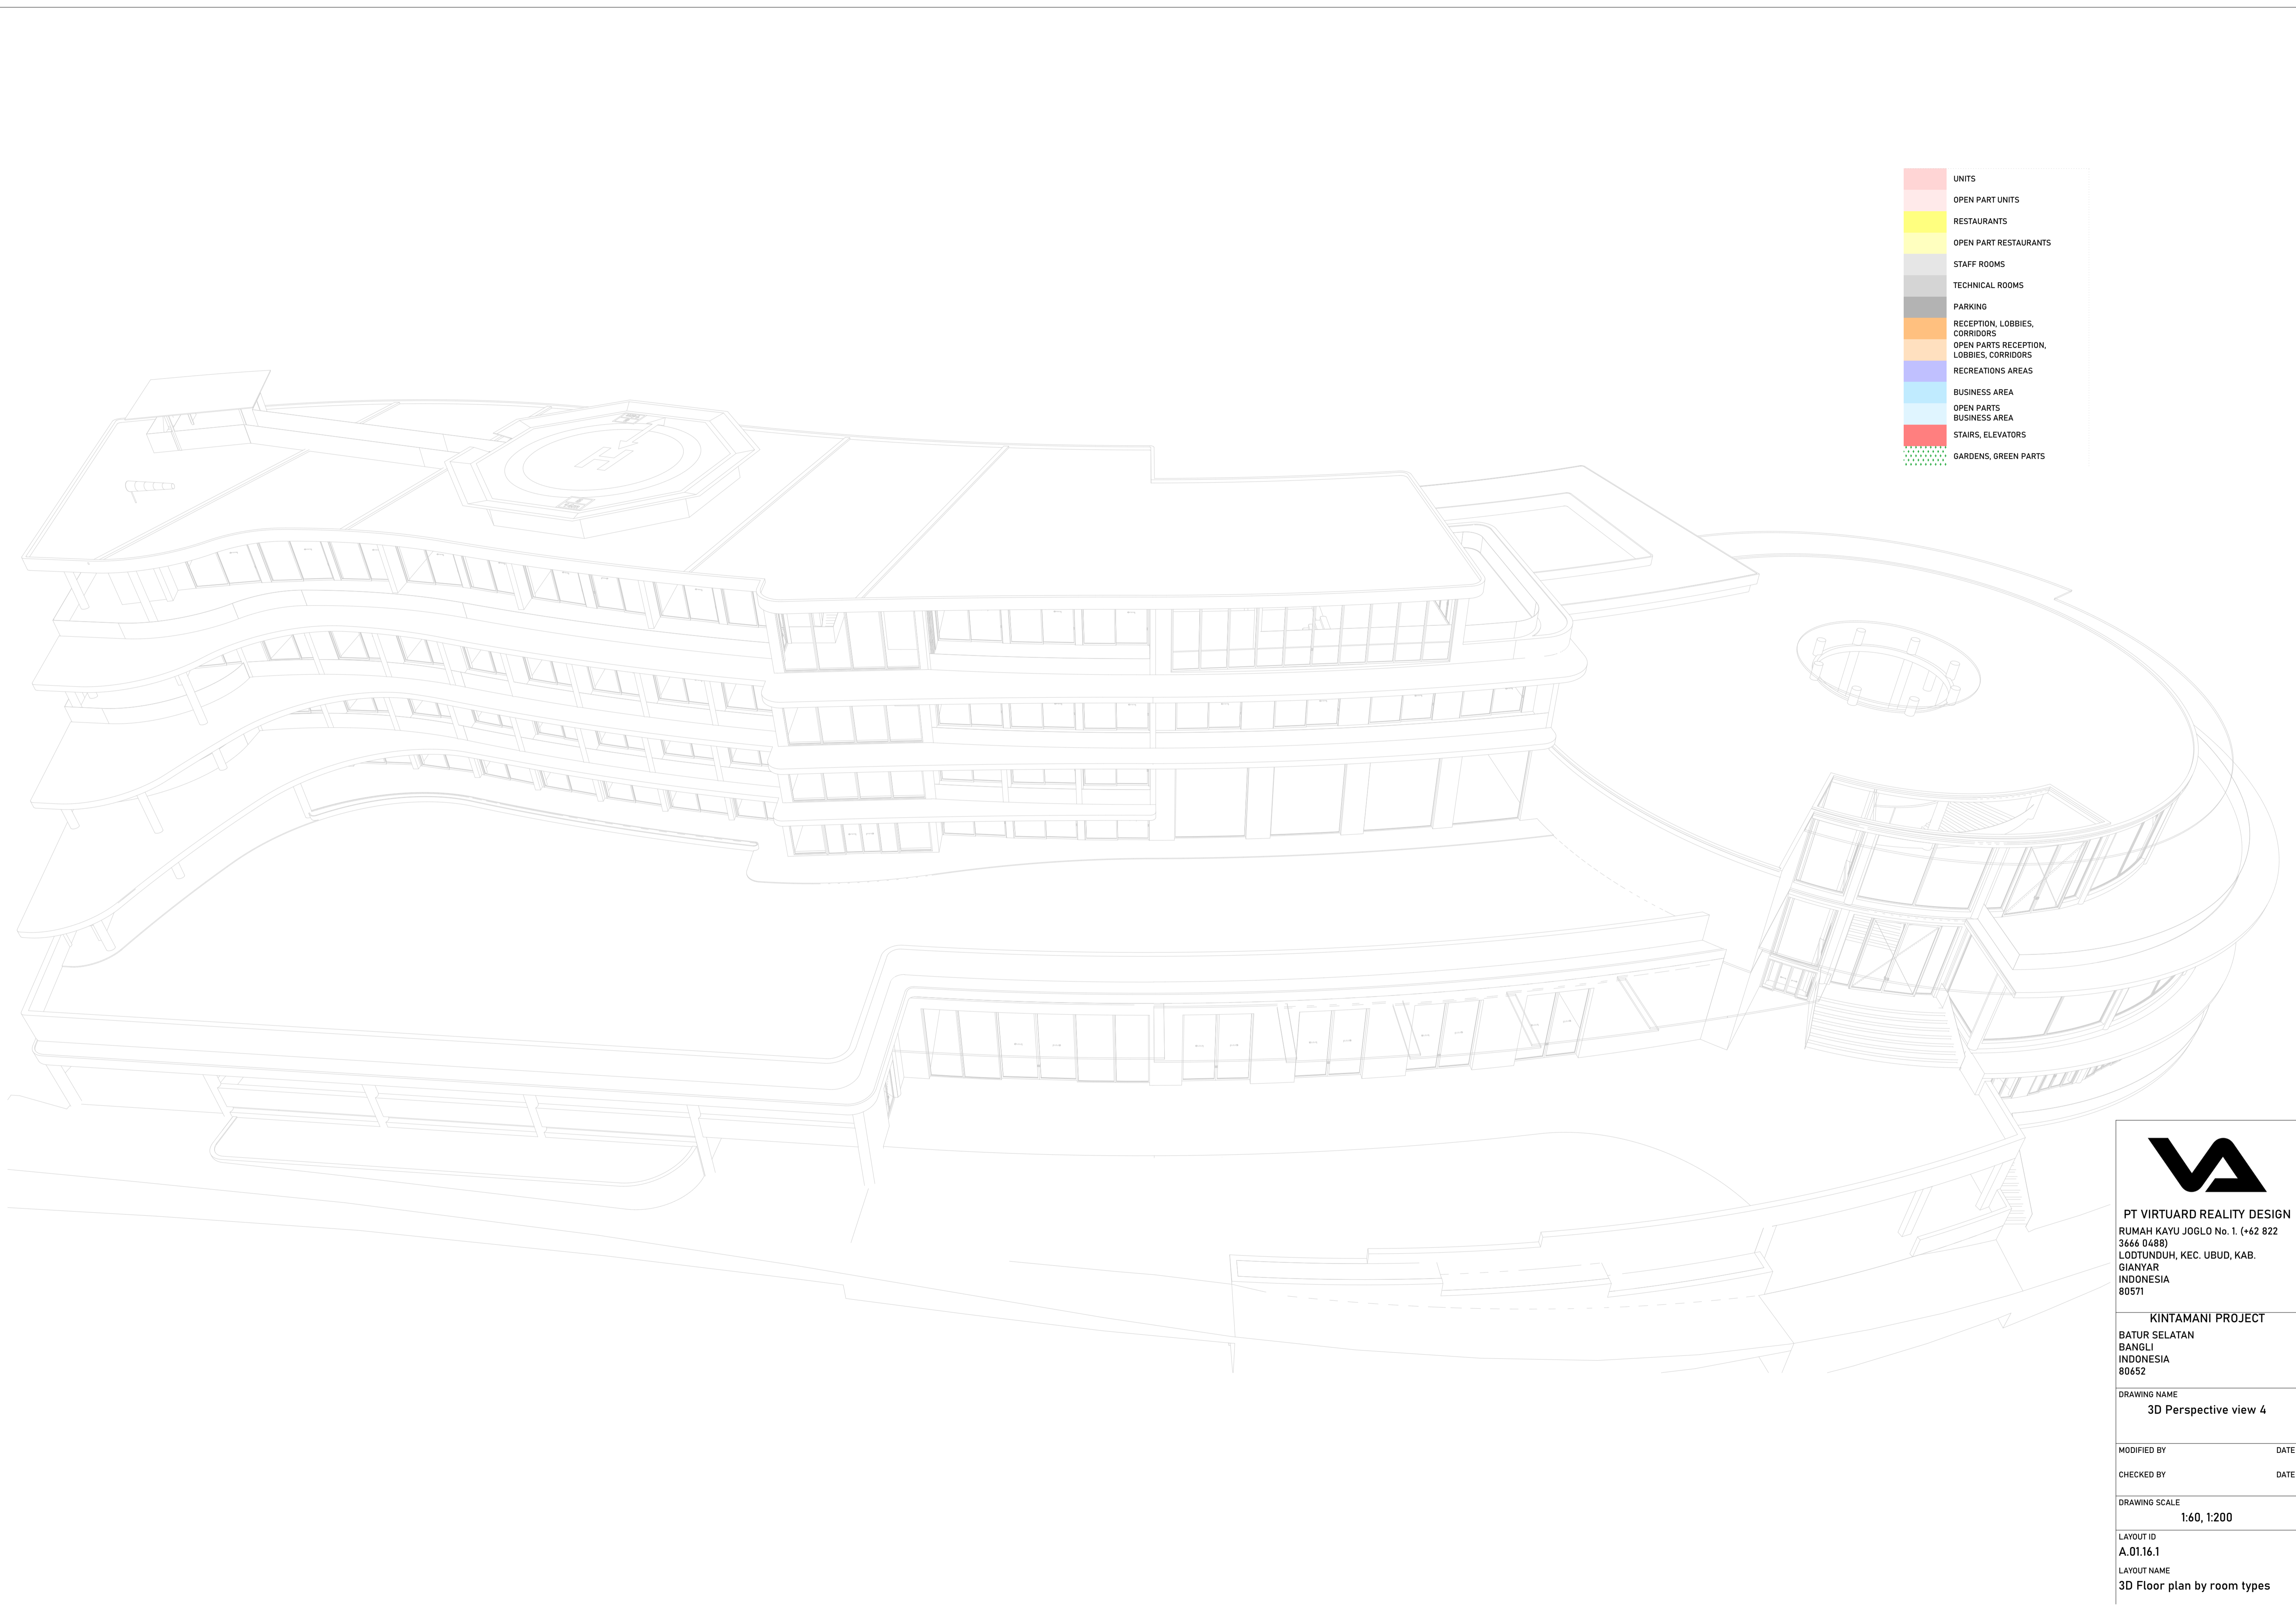 UNITS
OPEN PART UNITS
RESTAURANTS
OPEN PART RESTAURANTS
STAFF ROOMS
TECHNICAL ROOMS
PARKING
RECEPTION, LOBBIES,
CORRIDORS
OPEN PARTS RECEPTION,
LOBBIES, CORRIDORS
RECREATIONS AREAS
BUSINESS AREA
OPEN PARTS
BUSINESS AREA
STAIRS, ELEVATORS
GARDENS, GREEN PARTS
H
VA
PT VIRTUARD REALITY DESIGN
RUMAH KAYU JOGLO No. 1. (+62 822
3666 0488)
LODTUNDUH, KEC. UBUD, KAB.
GIANYAR
INDONESIA
80571
KINTAMANI PROJECT
BATUR SELATAN
BANGLI
INDONESIA
80652
DRAWING NAME
3D Perspective view 4
MODIFIED BY DATE
CHECKED BY DATE
DRAWING SCALE
1:60, 1:200
LAYOUT ID
A.01.16.1
LAYOUT NAME
3D Floor plan by room types